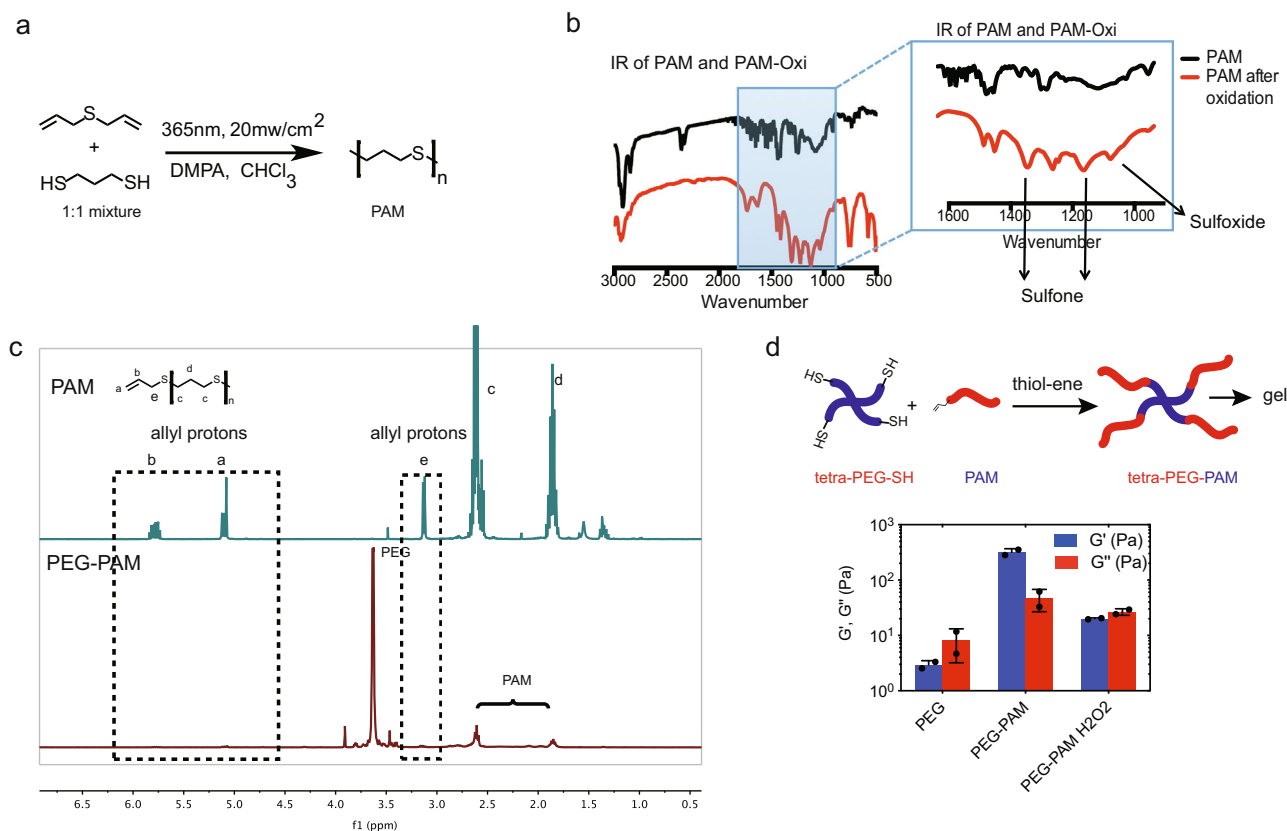 a
S
+
HS SH
1:1 mixture
365nm, 20mw/cm2
DMPA, CHCl3
S
n
PAM
b
IR of PAM and PAM-Oxi
3000 2500 2000 1500 1000 500
Wavenumber
IR of PAM and PAM-Oxi
1600 1400 1200 1000
Wavenumber
PAM
PAM after
oxidation
Sulfoxide
Sulfone
c
PAM
b
a
e
S
d
S
c
c
n
allyl protons
b a
allyl protons
e
c
d
PEG-PAM
PEG
PAM
6.5 6.0 5.5 5.0 4.5 4.0 3.5 3.0 2.5 2.0 1.5 1.0 0.5
f1 (ppm)
d
HS
SH
HS
SH
+
thiol-ene
gel
tetra-PEG-SH
PAM
tetra-PEG-PAM
G' (Pa)
G'' (Pa)
G', G'' (Pa)
103
102
101
100
PEG
PEG-PAM
PEG-PAM H2O2